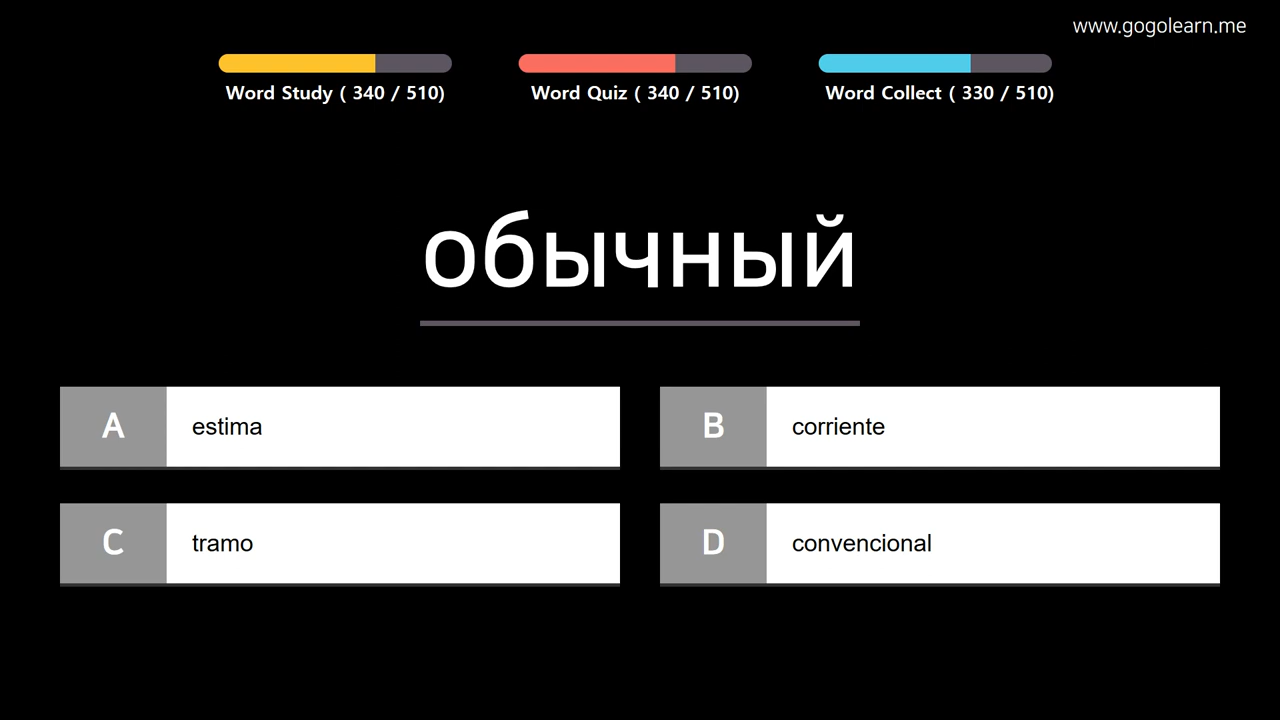 www.gogolearn.me
Word Study ( 340 / 510)
Word Quiz ( 340 / 510)
Word Collect ( 330 / 510)
обычный
A estima
B corriente
C tramo
D convencional